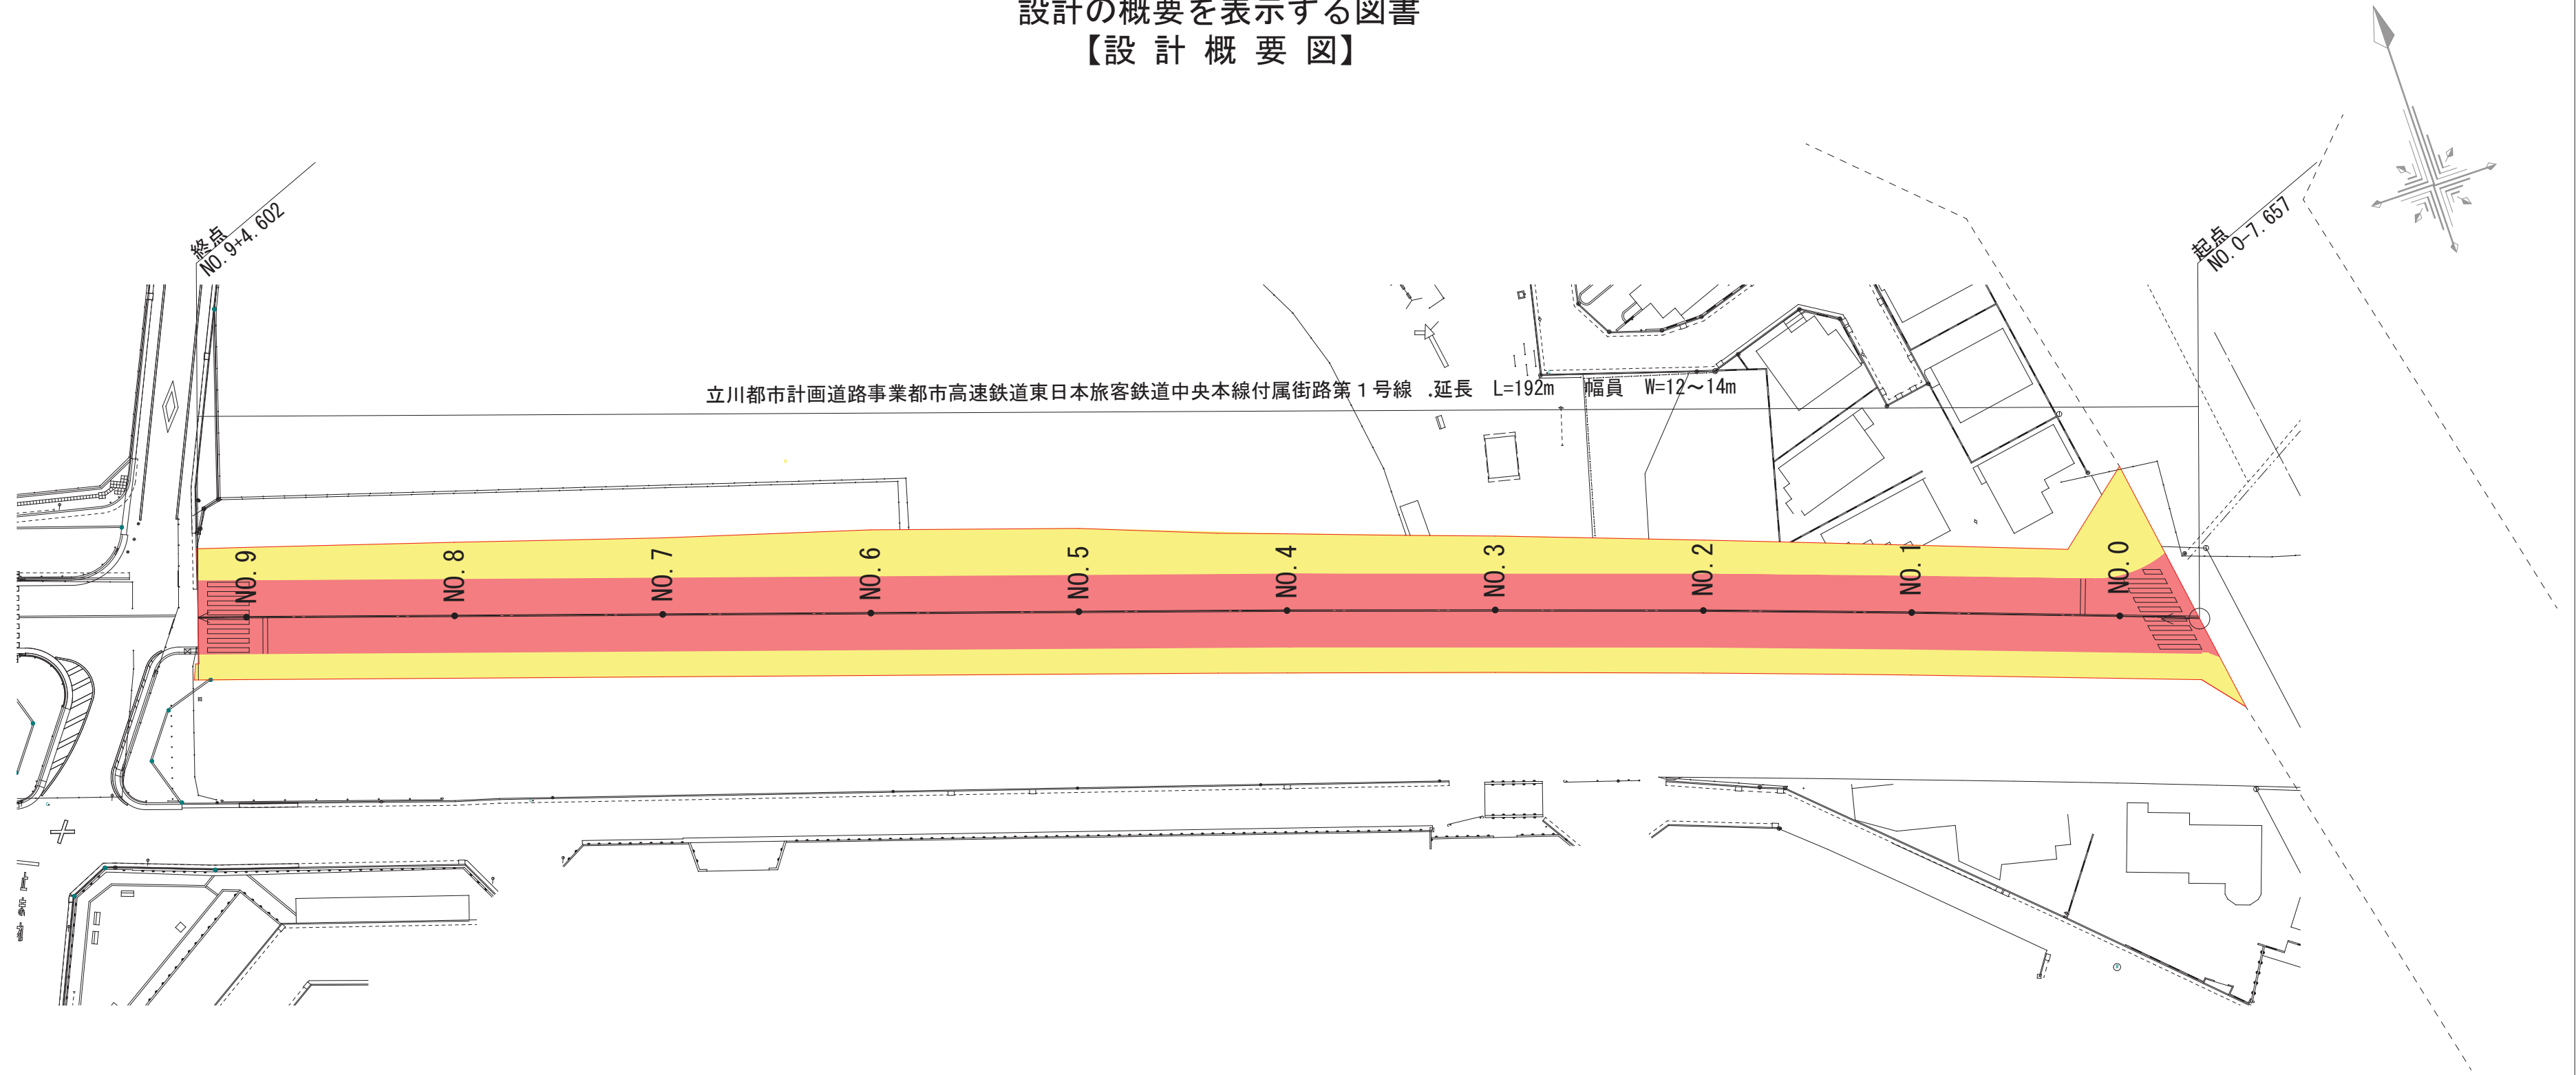 設計の概要を表示する図書
【設 計 概 要 図】
終点
NO.9+4.602
起点
NO.0-7.657
立川都市計画道路事業都市高速鉄道東日本旅客鉄道中央本線付属街路第1号線 .延長 L=192m 幅員 W=12～14m
NO.9
NO.8
NO.7
NO.6
NO.5
NO.4
NO.3
NO.2
NO.1
NO.0